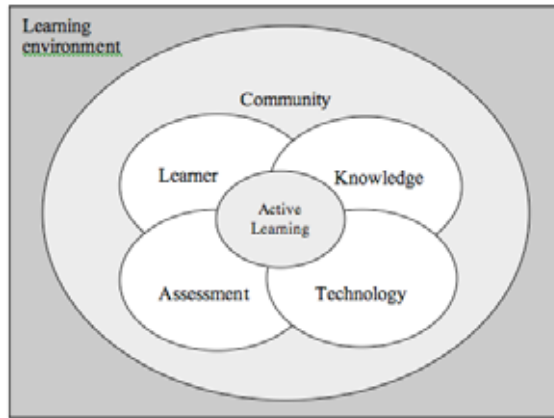 Learning
environment
Community
Learner
Knowledge
Active
Learning
Assessment
Technology